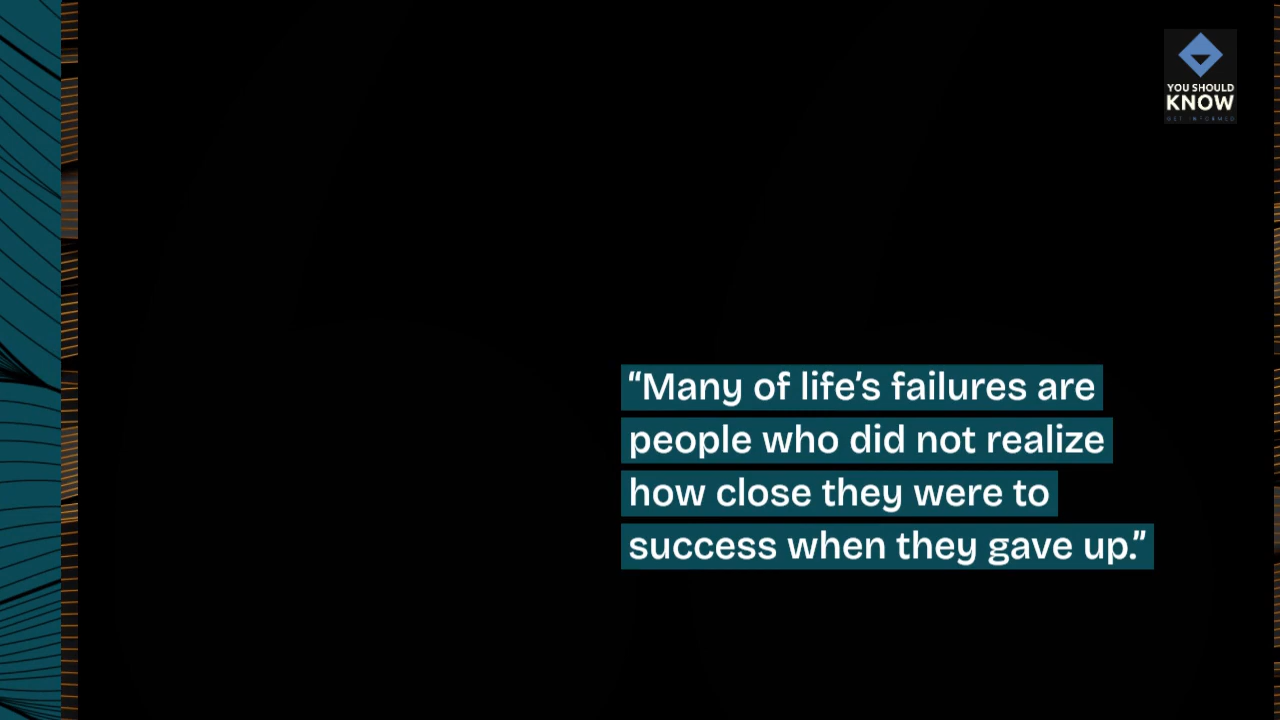 YOU SHOULD
KNOW
GET INFORMED
“Many of life’s failures are
people who did not realize
how close they were to
success when they gave up.”